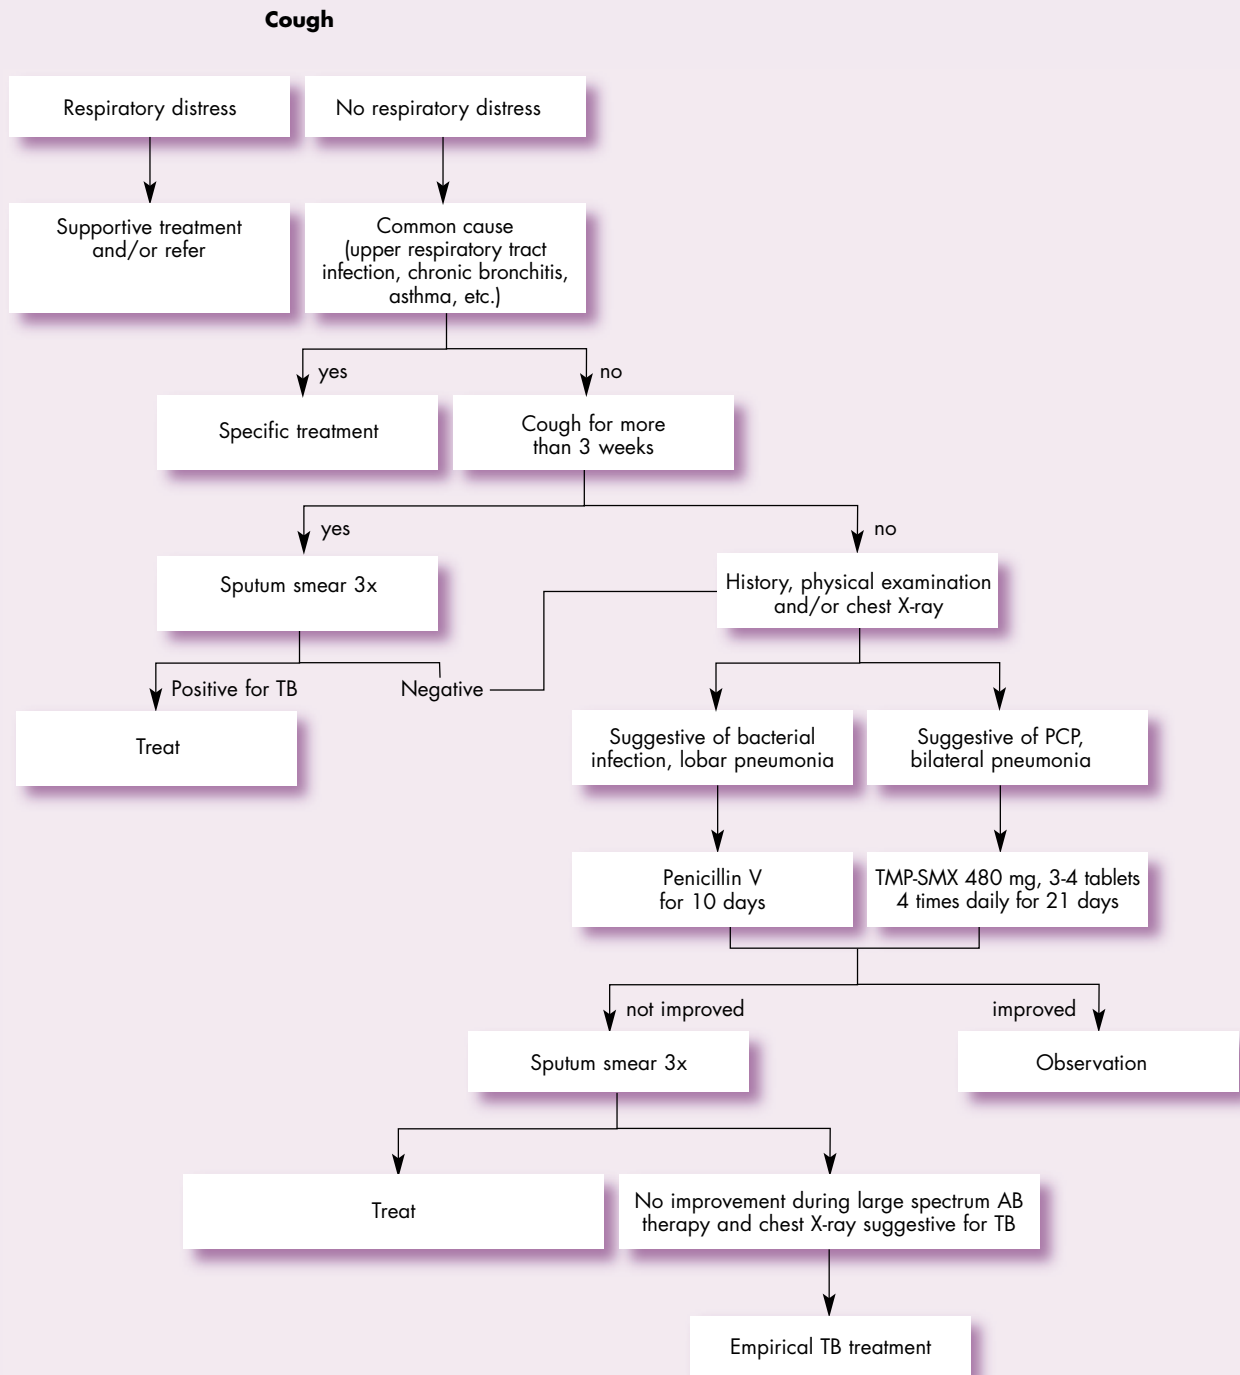 Cough
Respiratory distress
No respiratory distress
Supportive treatment
and/or refer
Common cause
(upper respiratory tract
infection, chronic bronchitis,
asthma, etc.)
yes
no
Specific treatment
Cough for more
than 3 weeks
yes
no
Sputum smear 3x
History, physical examination
and/or chest X-ray
Positive for TB
Negative
Treat
Suggestive of bacterial
infection, lobar pneumonia
Suggestive of PCP,
bilateral pneumonia
Penicillin V
for 10 days
TMP-SMX 480 mg, 3-4 tablets
4 times daily for 21 days
not improved
improved
Sputum smear 3x
Observation
Treat
No improvement during large spectrum AB
therapy and chest X-ray suggestive for TB
Empirical TB treatment